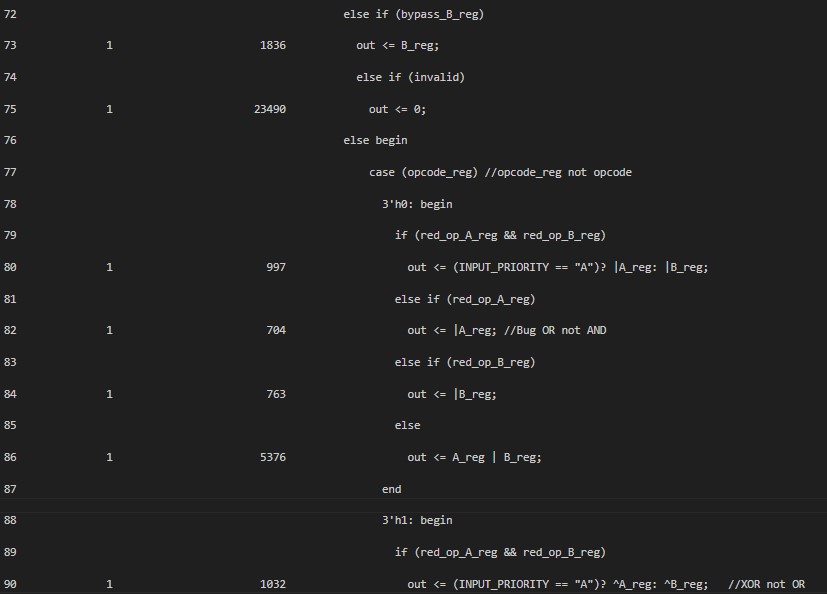 72 else if (bypass_B_reg)
73 1 1836 out <= B_reg;
74 else if (invalid)
75 1 23490 out <= 0;
76 else begin
77 case (opcode_reg) //opcode_reg not opcode
78 3'h0: begin
79 if (red_op_A_reg && red_op_B_reg)
80 1 997 out <= (INPUT_PRIORITY == "A")? |A_reg: |B_reg;
81 else if (red_op_A_reg)
82 1 704 out <= |A_reg; //Bug OR not AND
83 else if (red_op_B_reg)
84 1 763 out <= |B_reg;
85 else
86 1 5376 out <= A_reg | B_reg;
87 end
88 3'h1: begin
89 if (red_op_A_reg && red_op_B_reg)
90 1 1032 out <= (INPUT_PRIORITY == "A")? ^A_reg: ^B_reg; //XOR not OR